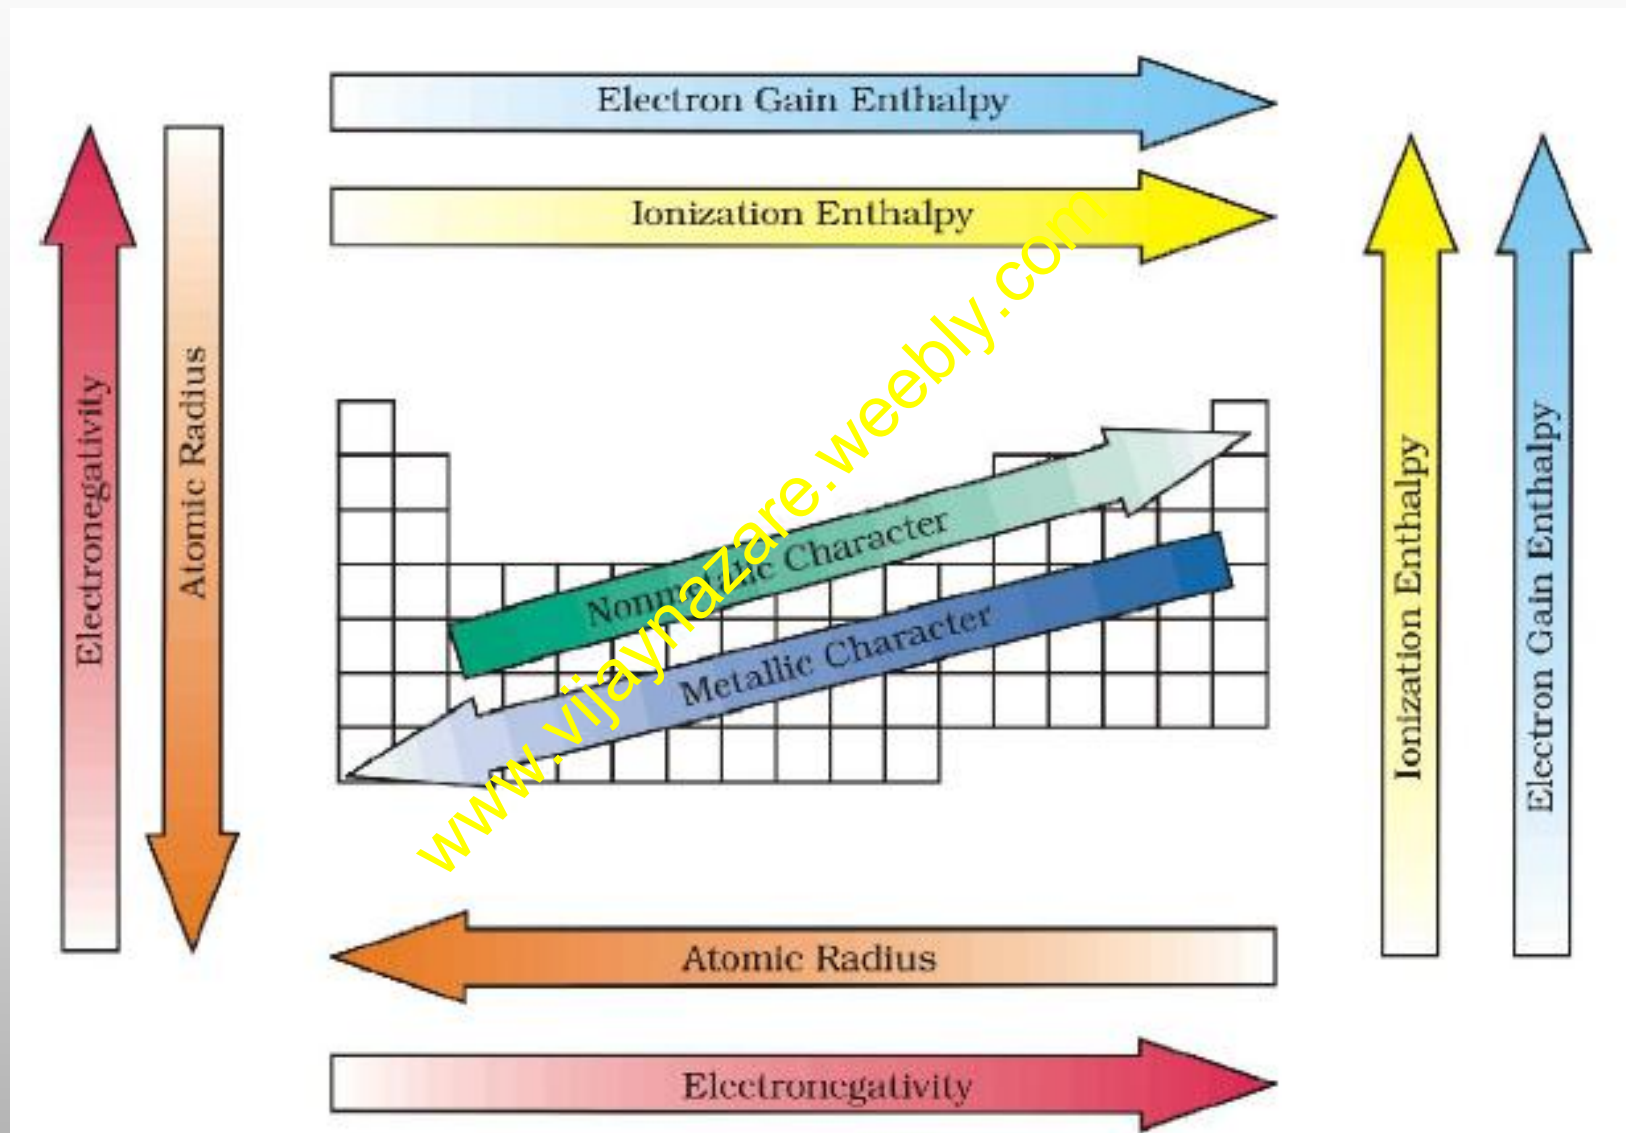 Electron Gain Enthalpy
Ionization Enthalpy
Electronegativity
Atomic Radius
Nonmetallic Character
Metallic Character
www.vijaynazare.weebly.com
Ionization Enthalpy
Electron Gain Enthalpy
Atomic Radius
Electronegativity